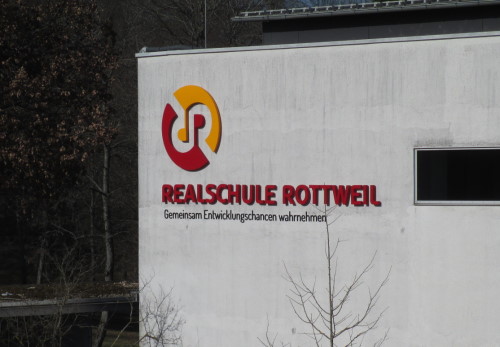 REALSCHULE ROTTWEIL
Gemeinsam Entwicklungschancen wahrnehmen